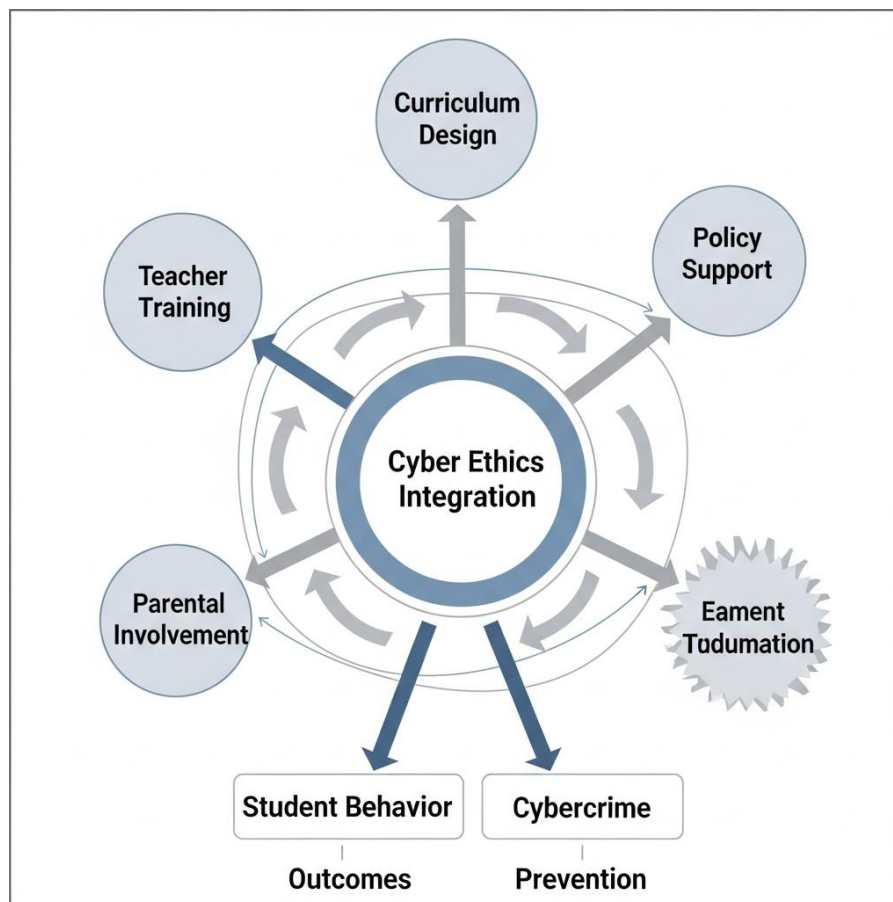 Curriculum
Design
Policy
Support
Teacher
Training
Cyber Ethics
Integration
Parental
Involvement
Eament
Tudumation
Student Behavior
Cybercrime
Outcomes
Prevention